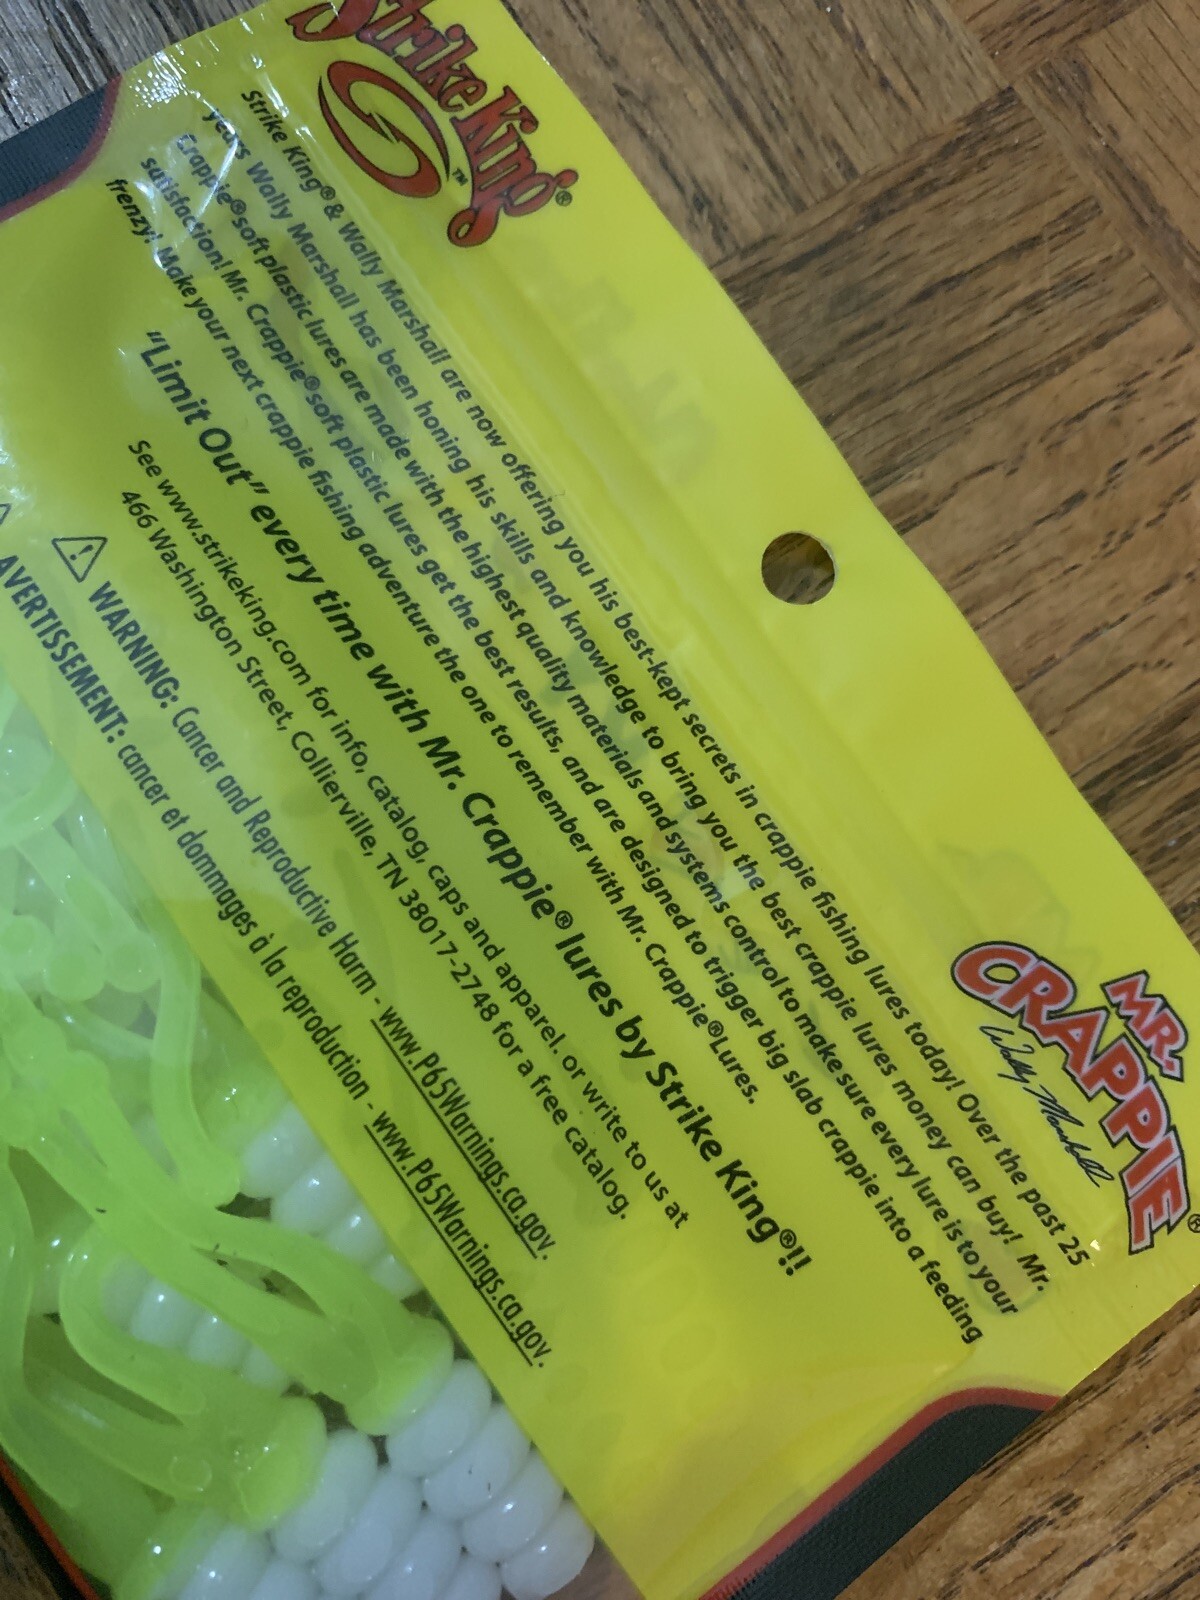 Strike King®
™
MR.
CRAPPIE®
Wally Marshall
Strike King® & Wally Marshall are now offering you his best-kept secrets in crappie fishing lures today! Over the past 25
years Wally Marshall has been honing his skills and knowledge to bring you the best crappie lures money can buy! Mr.
Crappie® soft plastic lures are made with the highest quality materials and systems control to make sure every lure is to your
satisfaction! Mr. Crappie® soft plastic lures get the best results, and are designed to trigger big slab crappie into a feeding
frenzy! Make your next crappie fishing adventure the one to remember with Mr. Crappie® Lures.
"Limit Out" every time with Mr. Crappie® lures by Strike King®!!
See www.strikeking.com for info, catalog, caps and apparel. or write to us at
466 Washington Street, Collierville, TN 38017-2748 for a free catalog.
WARNING: Cancer and Reproductive Harm - www.P65Warnings.ca.gov.
AVERTISSEMENT: cancer et dommages à la reproduction - www.P65Warnings.ca.gov.